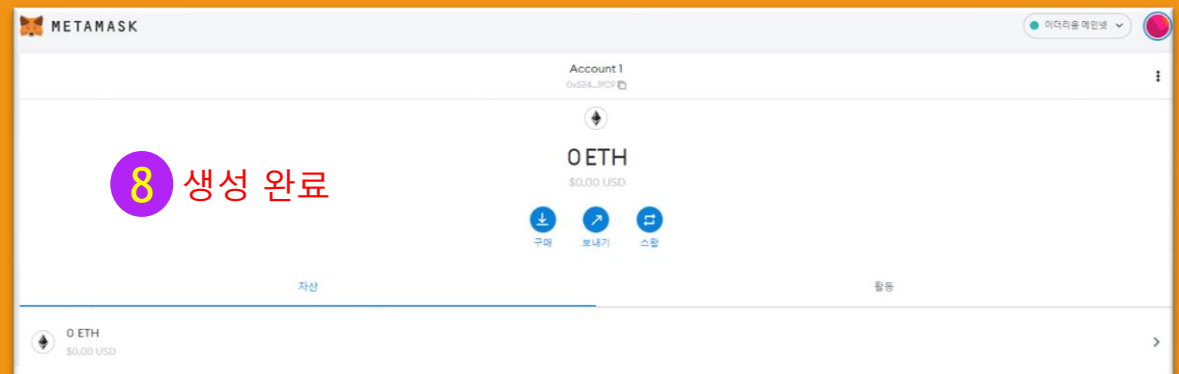 METAMASK
이더리움 메인넷
Account 1
0x524...1fC9
0 ETH
$0.00 USD
8 생성 완료
구매 보내기 스왑
자산 활동
0 ETH
$0.00 USD